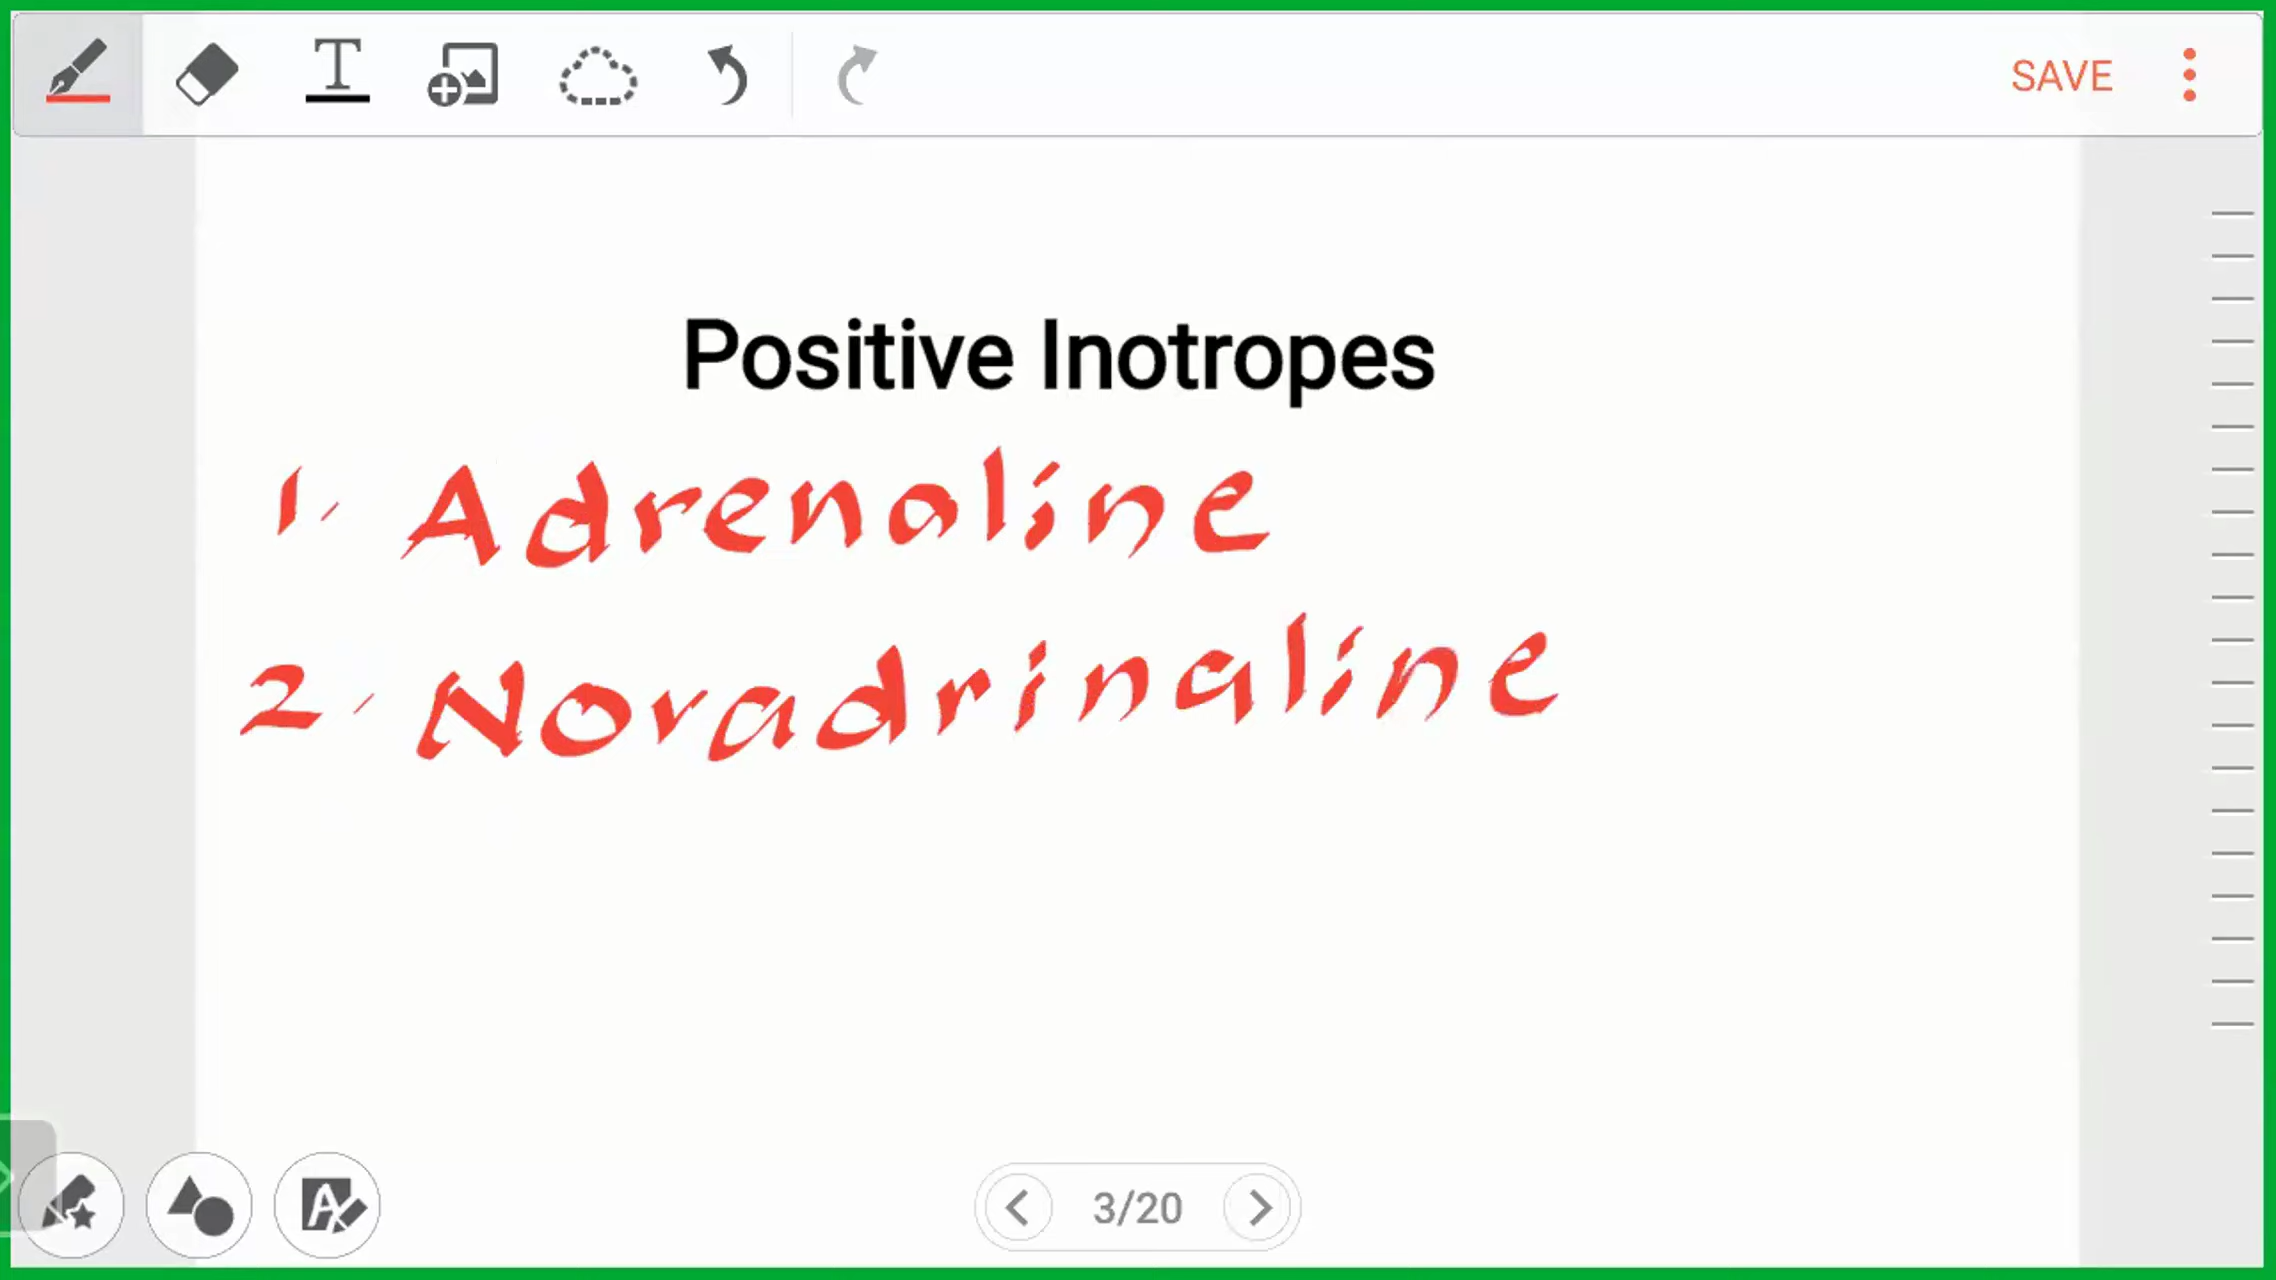 T
SAVE
Positive Inotropes
1. Adrenaline
2. Noradrinaline
A
3/20